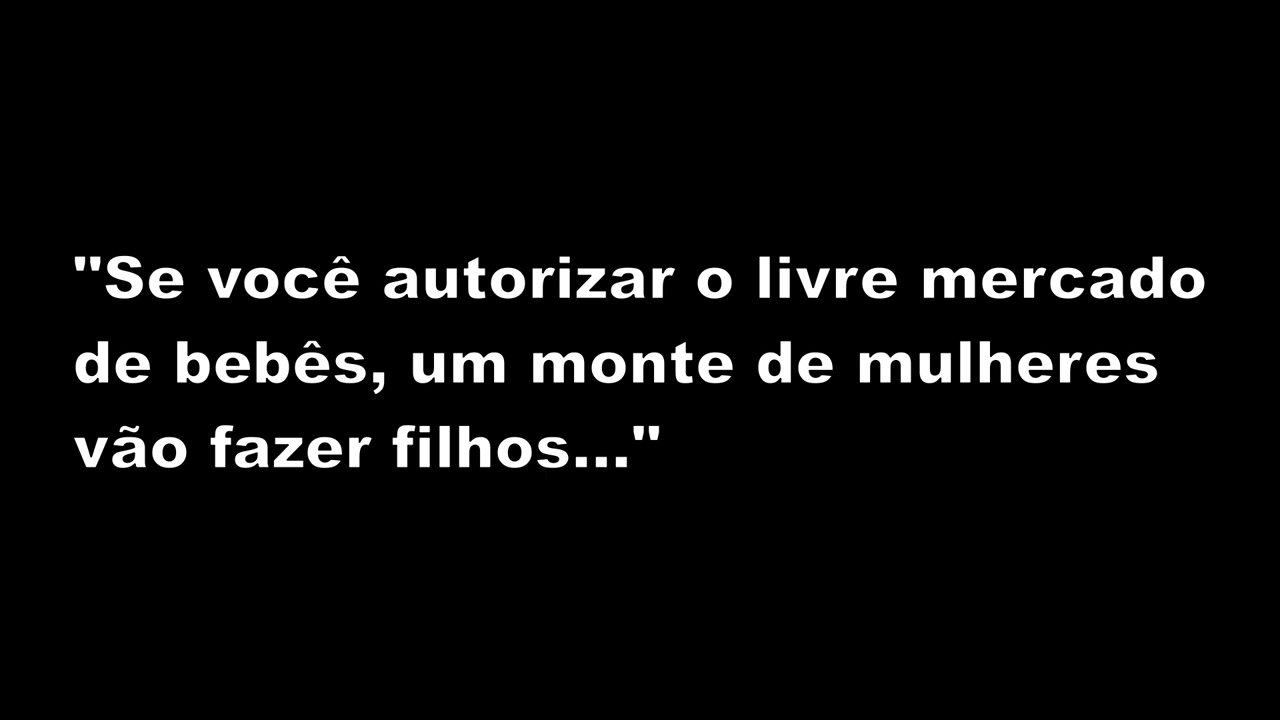 "Se você autorizar o livre mercado
de bebês, um monte de mulheres
vão fazer filhos..."